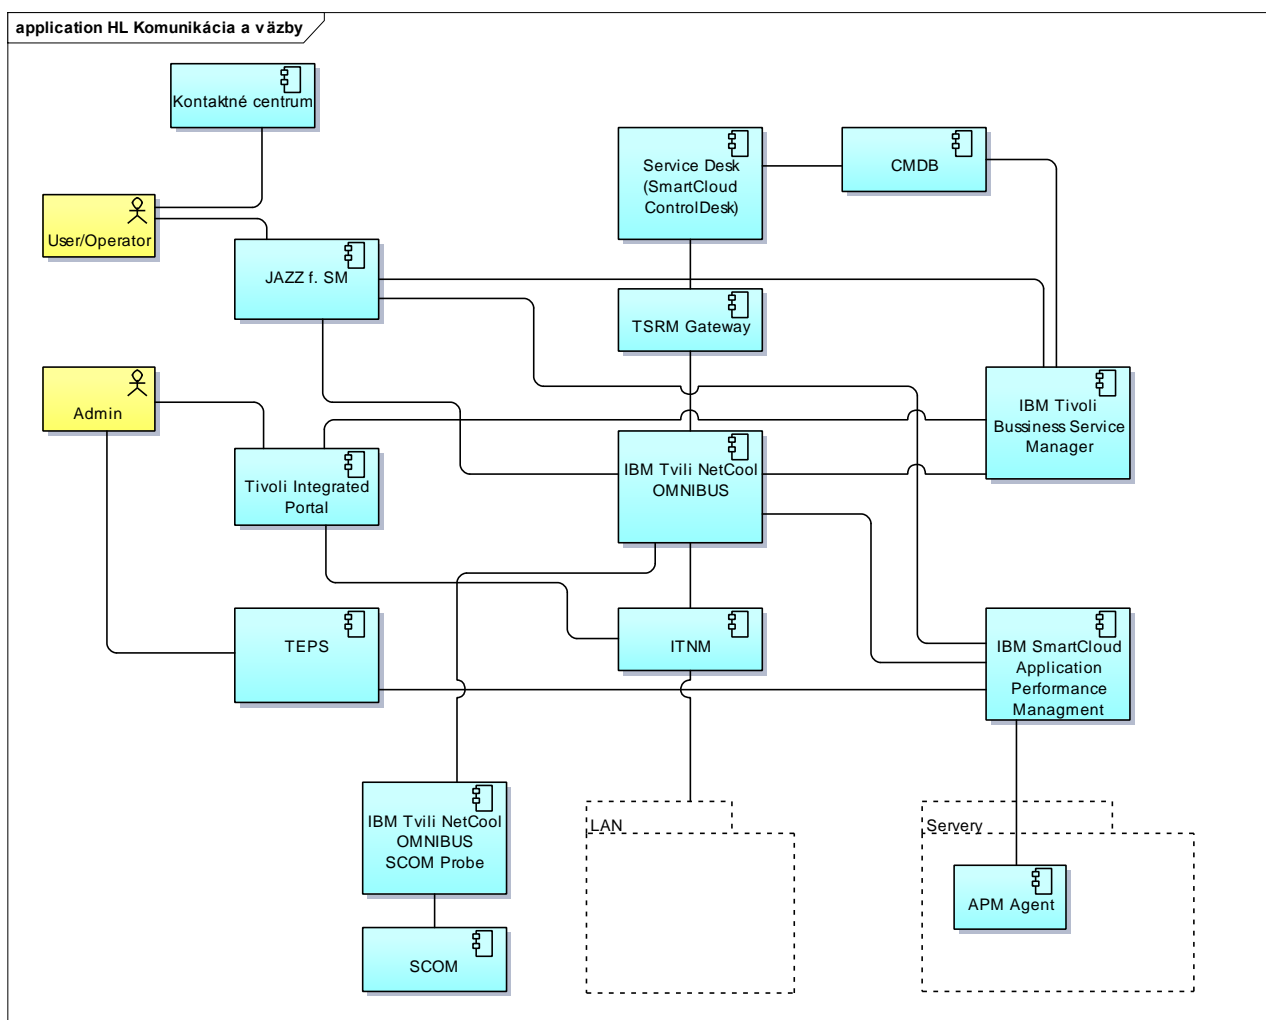 application HL Komunikácia a väzby
Kontaktné centrum
Service Desk
(SmartCloud
ControlDesk)
CMDB
User/Operator
JAZZ f. SM
TSRM Gateway
Admin
IBM Tivoli
Bussiness Service
Manager
Tivoli Integrated
Portal
IBM Tvili NetCool
OMNIBUS
TEPS
ITNM
IBM SmartCloud
Application
Performance
Managment
IBM Tvili NetCool
OMNIBUS
SCOM Probe
LAN
Servery
APM Agent
SCOM